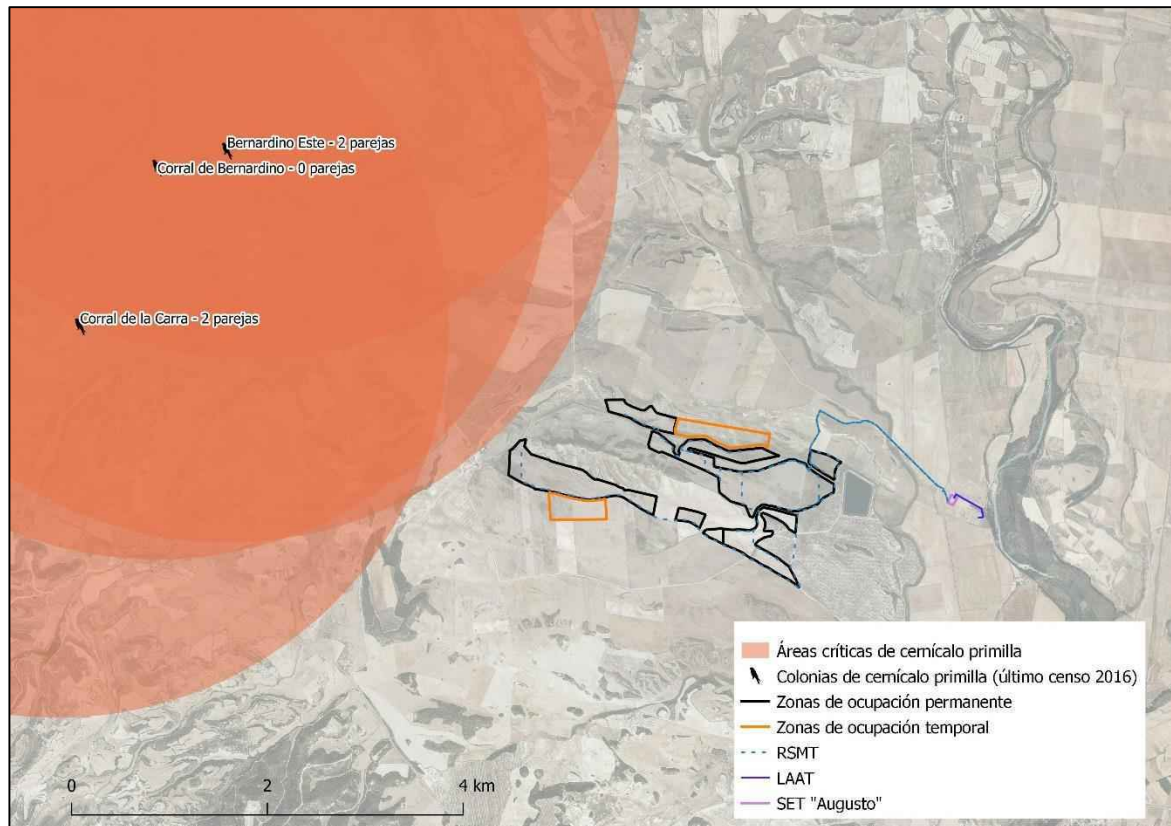 Bernardino Este - 2 parejas
Corral de Bernardino - 0 parejas
Corral de la Carra - 2 parejas
Áreas críticas de cernícalo primilla
Colonias de cernícalo primilla (último censo 2016)
Zonas de ocupación permanente
Zonas de ocupación temporal
RSMT
LAAT
SET "Augusto"
0 2 4 km